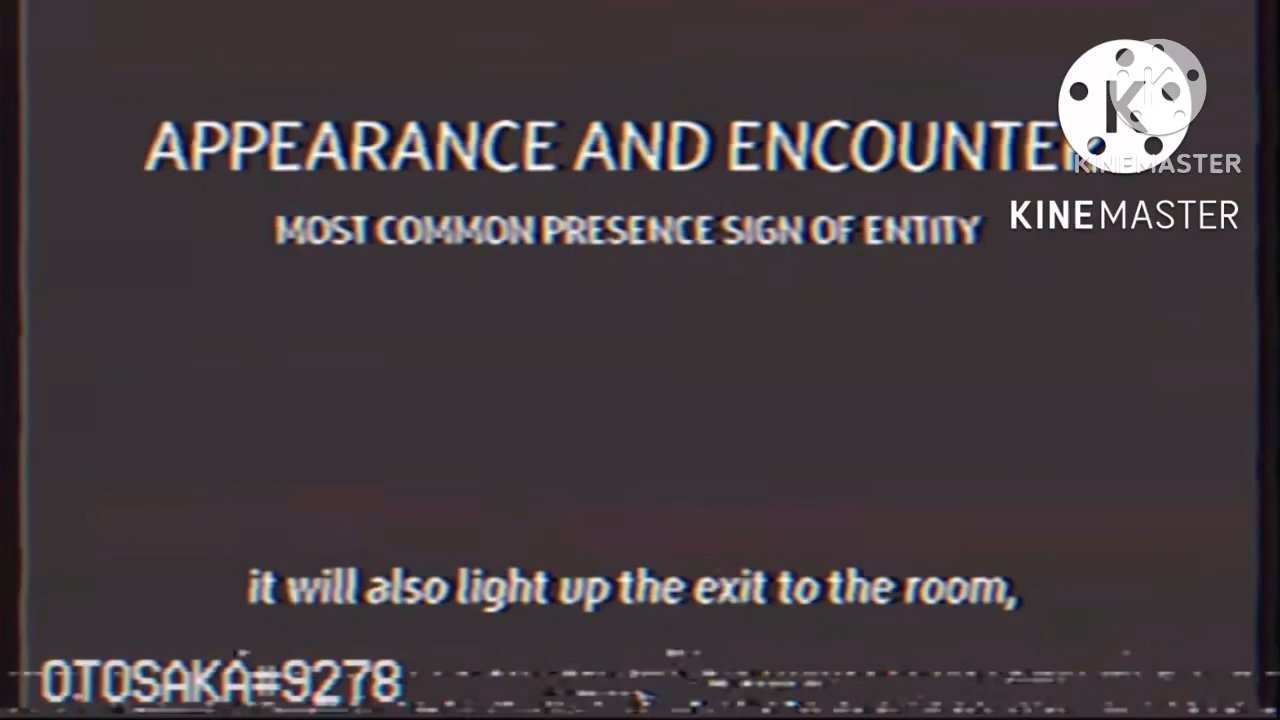 APPEARANCE AND ENCOUNTER
MOST COMMON PRESENCE SIGN OF ENTITY
KINEMASTER
KINEMASTER
it will also light up the exit to the room,
OTOSAKA#9278